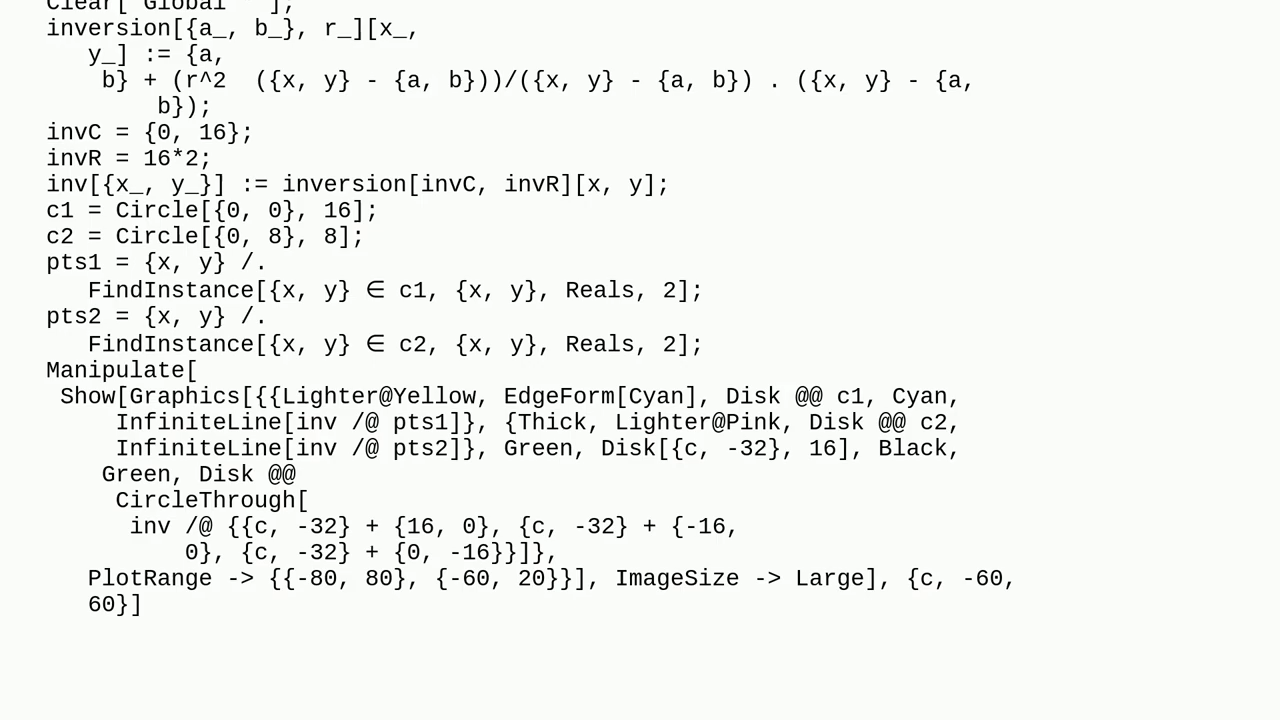 Clear["Global`*"];
inversion[{a_, b_}, r_][x_,
y_] := {a,
b} + (r^2  ({x, y} - {a, b}))/({x, y} - {a, b}) . ({x, y} - {a,
b});
invC = {0, 16};
invR = 16*2;
inv[{x_, y_}] := inversion[invC, invR][x, y];
c1 = Circle[{0, 0}, 16];
c2 = Circle[{0, 8}, 8];
pts1 = {x, y} /.
FindInstance[{x, y} ∈ c1, {x, y}, Reals, 2];
pts2 = {x, y} /.
FindInstance[{x, y} ∈ c2, {x, y}, Reals, 2];
Manipulate[
Show[Graphics[{{Lighter@Yellow, EdgeForm[Cyan], Disk @@ c1, Cyan,
InfiniteLine[inv /@ pts1]}, {Thick, Lighter@Pink, Disk @@ c2,
InfiniteLine[inv /@ pts2]}, Green, Disk[{c, -32}, 16], Black,
Green, Disk @@
CircleThrough[
inv /@ {{c, -32} + {16, 0}, {c, -32} + {-16,
0}, {c, -32} + {0, -16}}]},
PlotRange -> {{-80, 80}, {-60, 20}}], ImageSize -> Large], {c, -60,
60}]